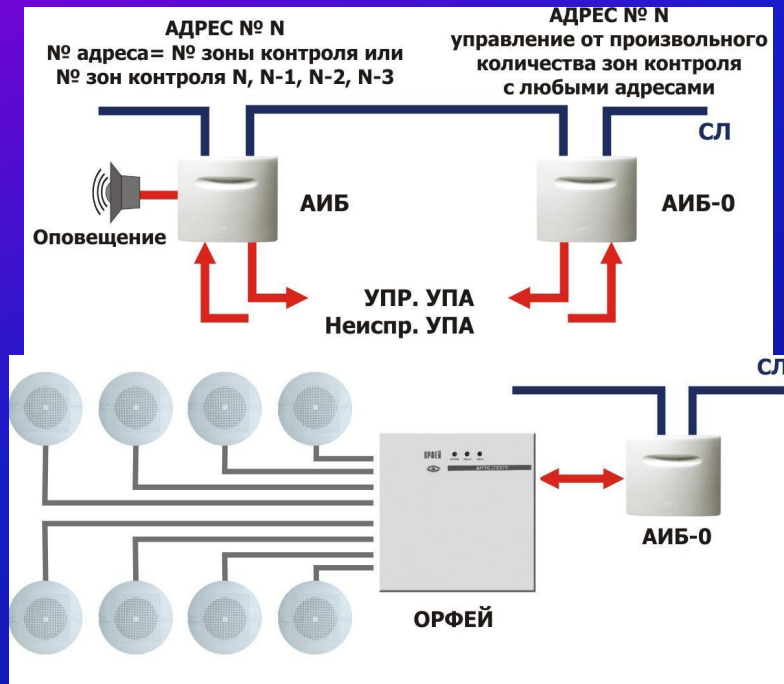 АДРЕС № N
№ адреса= № зоны контроля или
№ зон контроля N, N-1, N-2, N-3
АДРЕС № N
управление от произвольного
количества зон контроля
с любыми адресами
СЛ
АИБ
АИБ-0
Оповещение
УПР. УПА
Неиспр. УПА
СЛ
ОРФЕЙ
АИБ-0
ОРФЕЙ